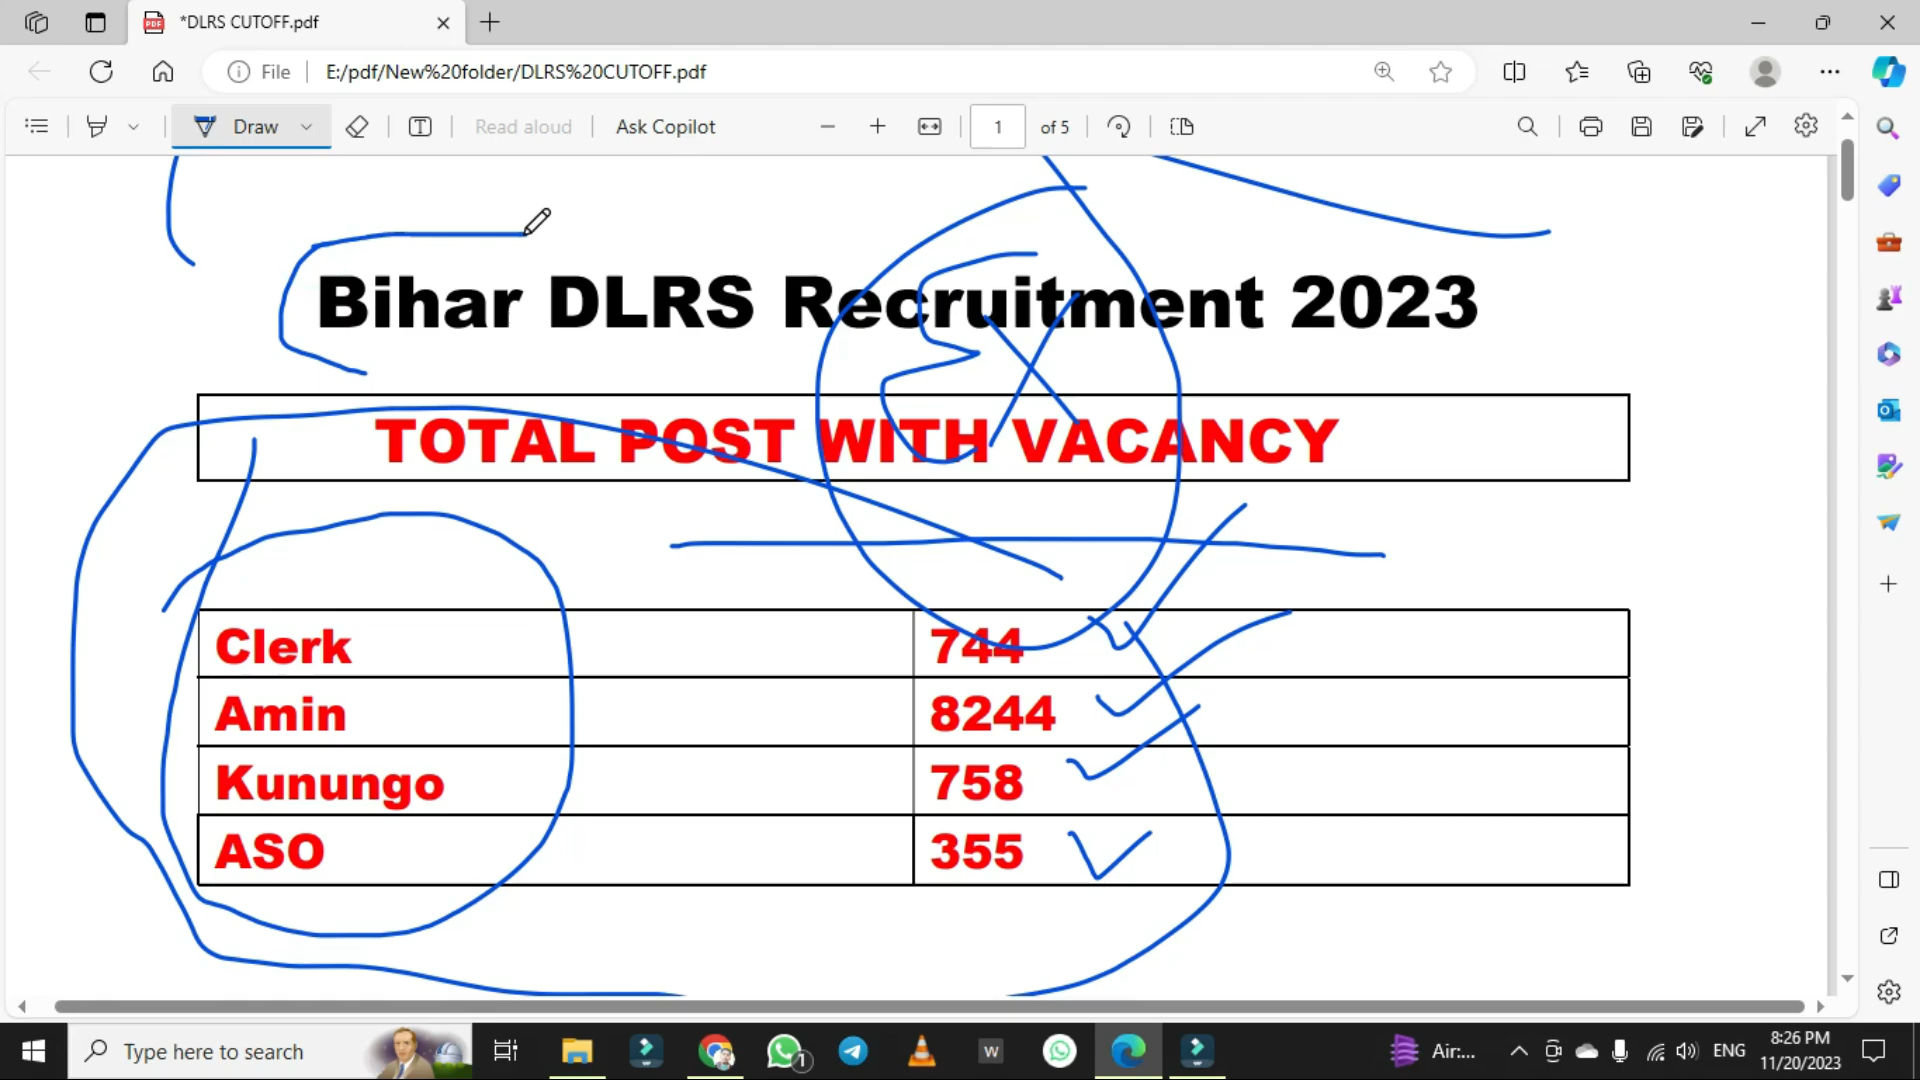 *DLRS CUTOFF.pdf
File E:/pdf/New%20folder/DLRS%20CUTOFF.pdf
Draw Read aloud Ask Copilot 1 of 5
Bihar DLRS Recruitment 2023
TOTAL POST WITH VACANCY
Clerk 744
Amin 8244
Kunungo 758
ASO 355
Type here to search
1
W
Air:...
ENG
8:26 PM
11/20/2023